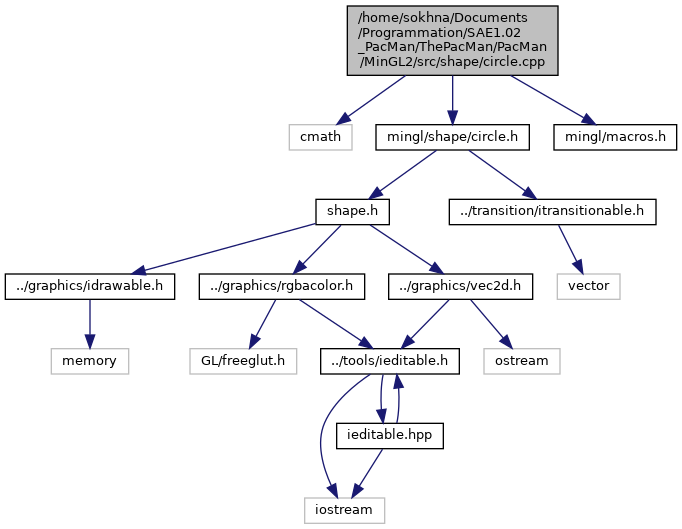 /home/sokhna/Documents
/Programmation/SAE1.02
_PacMan/ThePacMan/PacMan
/MinGL2/src/shape/circle.cpp
cmath
mingl/shape/circle.h
mingl/macros.h
shape.h
../transition/itransitionable.h
../graphics/idrawable.h
../graphics/rgbacolor.h
../graphics/vec2d.h
vector
memory
GL/freeglut.h
../tools/ieditable.h
ostream
ieditable.hpp
iostream